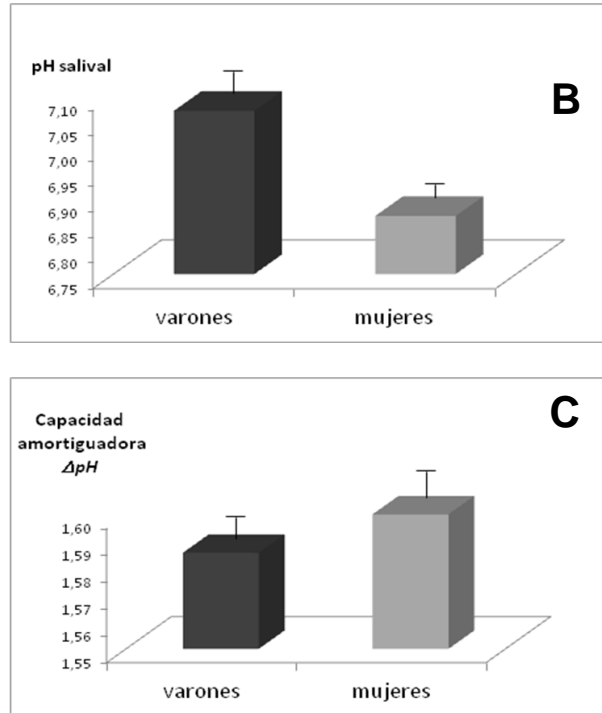 pH salival
B
7,10
7,05
7,00
6,95
6,90
6,85
6,80
6,75
varones mujeres
C
Capacidad
amortiguadora
ΔpH
1,60
1,59
1,58
1,57
1,56
1,55
varones mujeres